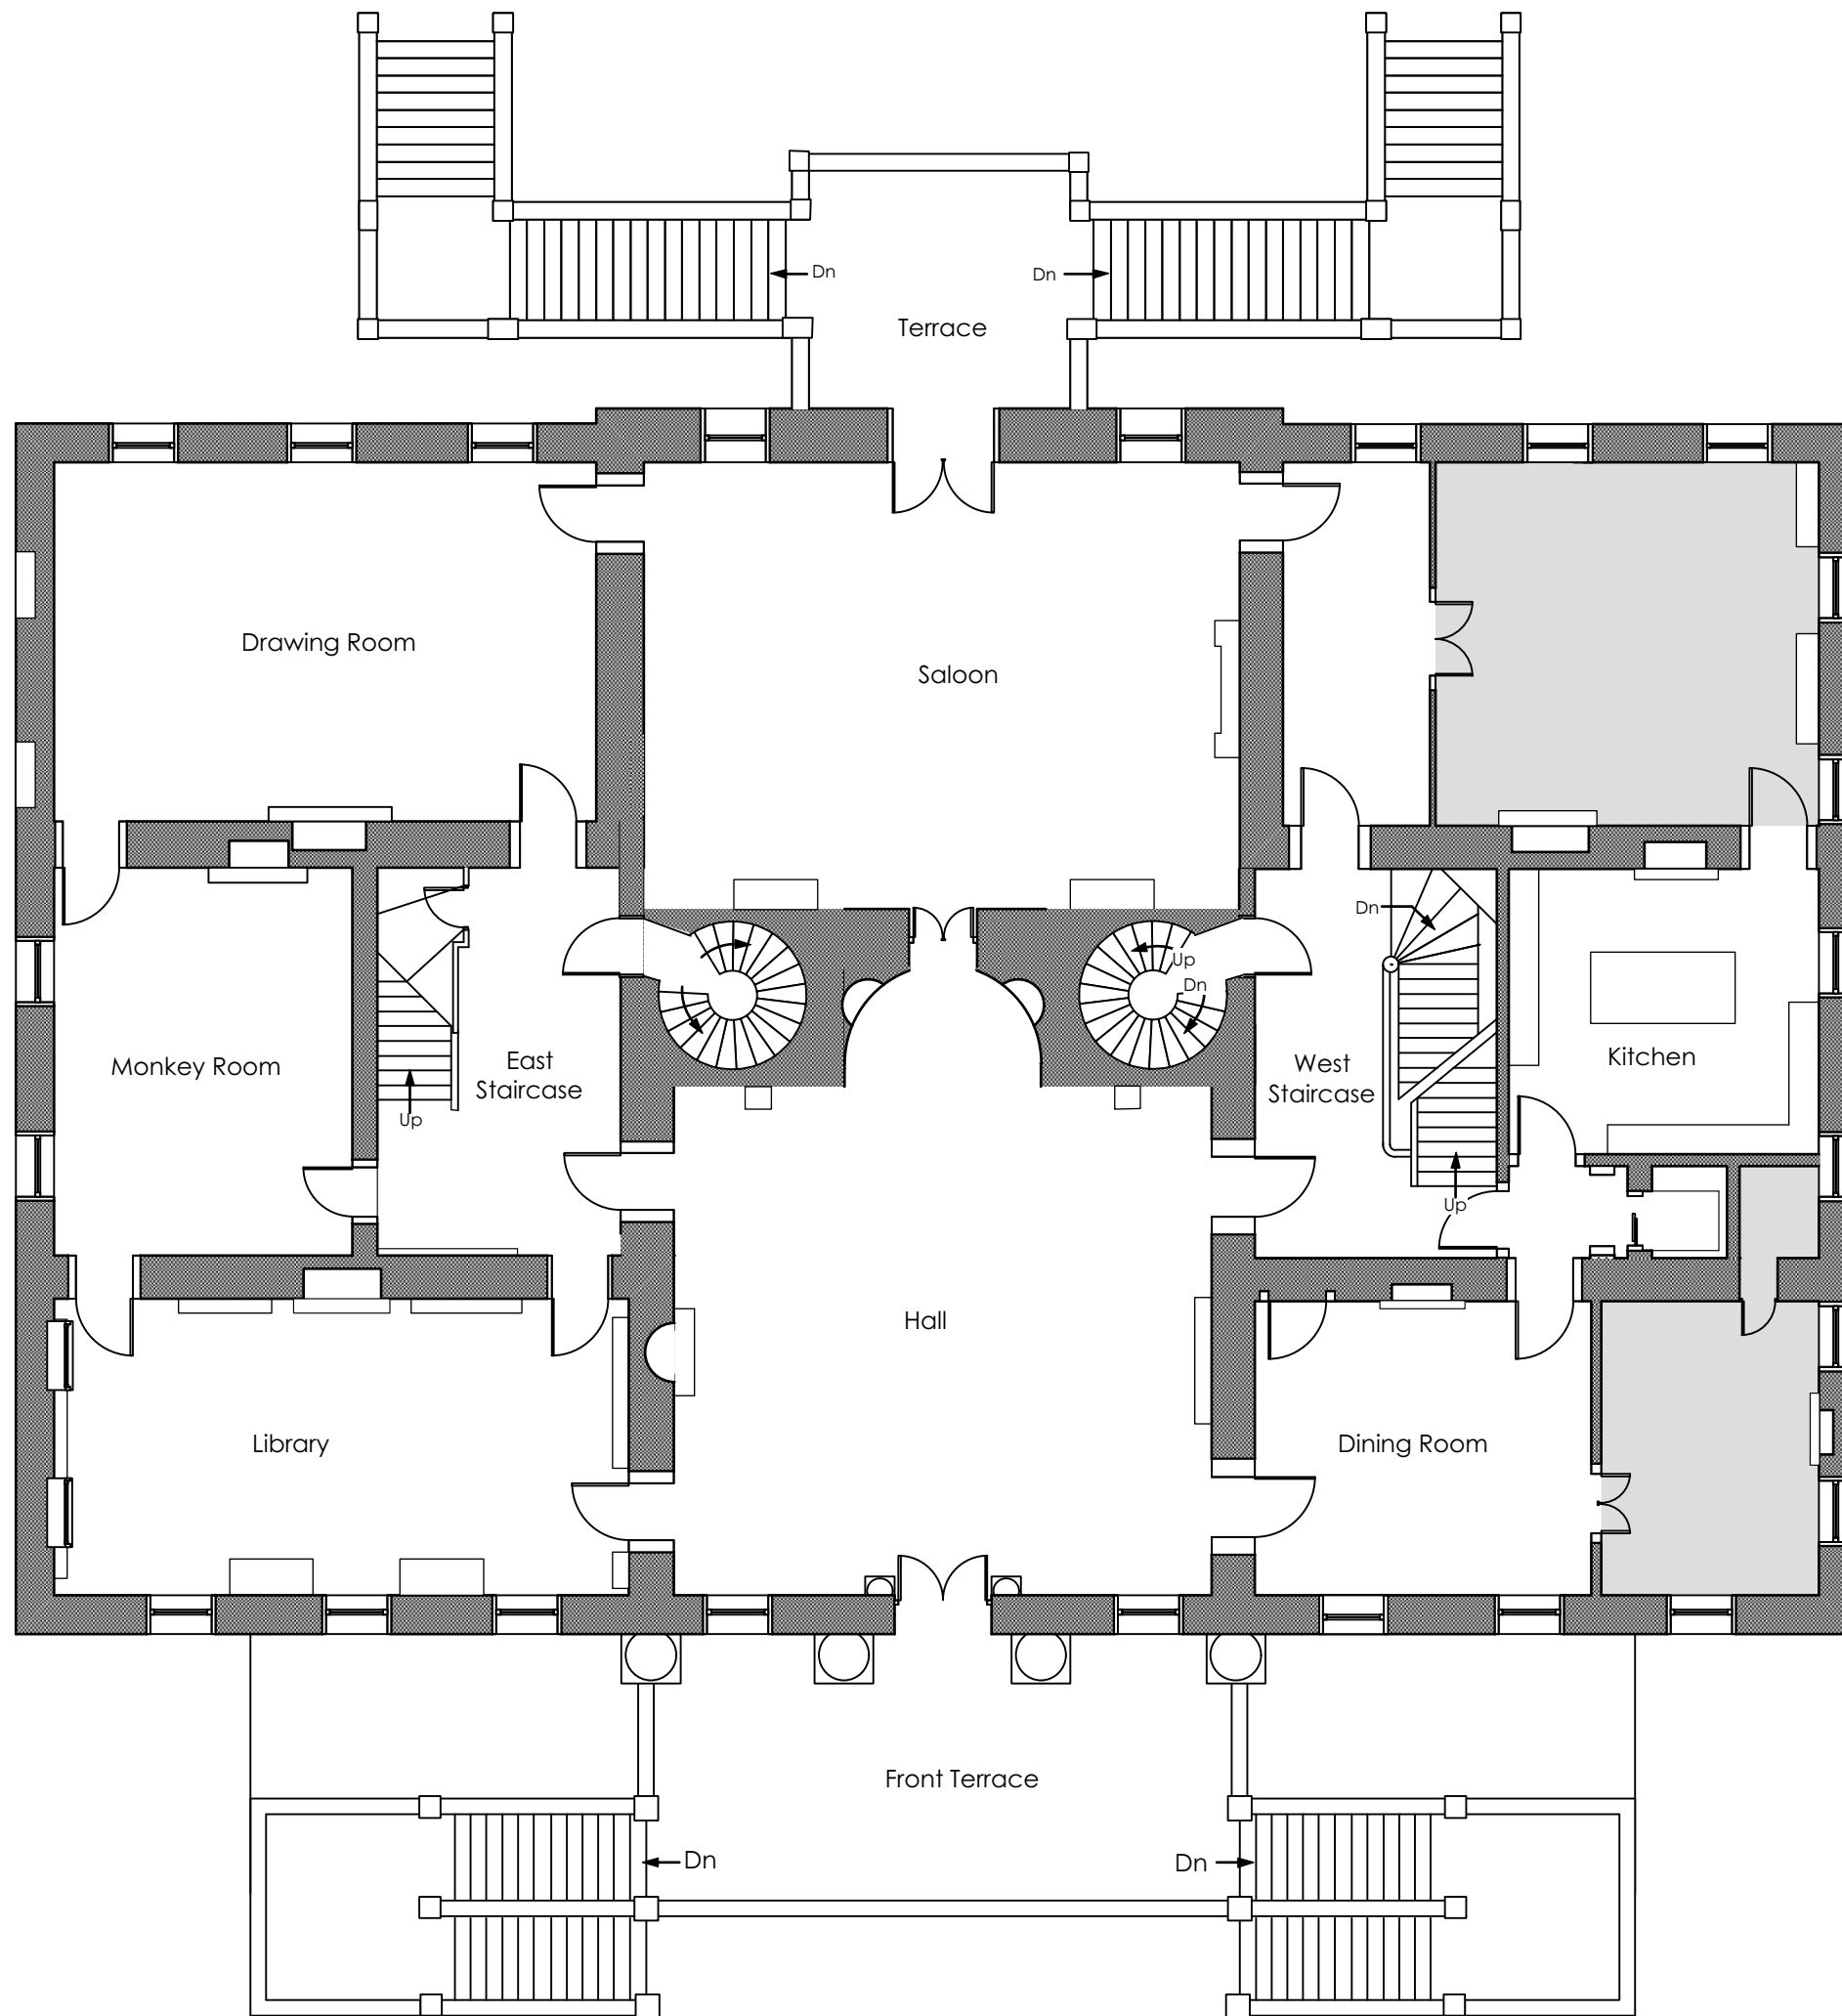 Dn
Dn
Terrace
Drawing Room
Saloon
Dn
Up
Dn
Monkey Room
East
Staircase
West
Staircase
Kitchen
Up
Up
Hall
Library
Dining Room
Front Terrace
Dn
Dn